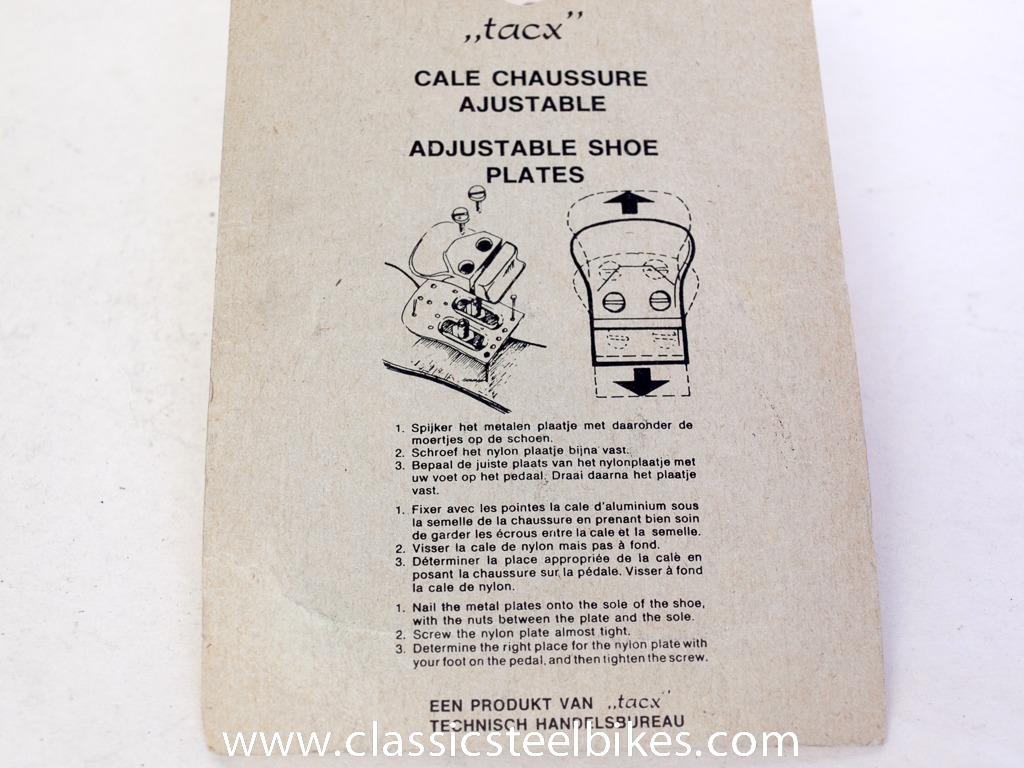 „tacx”
CALE CHAUSSURE
AJUSTABLE
ADJUSTABLE SHOE
PLATES
1. Spijker het metalen plaatje met daaronder de
moertjes op de schoen.
2. Schroef het nylon plaatje bijna vast.
3. Bepaal de juiste plaats van het nylonplaatje met
uw voet op het pedaal. Draai daarna het plaatje
vast.
1. Fixer avec les pointes la cale d'aluminium sous
la semelle de la chaussure en prenant bien soin
de garder les écrous entre la cale et la semelle.
2. Visser la cale de nylon mais pas à fond.
3. Déterminer la place appropriée de la cale en
posant la chaussure sur la pédale. Visser à fond
la cale de nylon.
1. Nail the metal plates onto the sole of the shoe,
with the nuts between the plate and the sole.
2. Screw the nylon plate almost tight.
3. Determine the right place for the nylon plate with
your foot on the pedal, and then tighten the screw.
EEN PRODUKT VAN „tacx”
TECHNISCH HANDELSBUREAU
www.classicsteelbikes.com